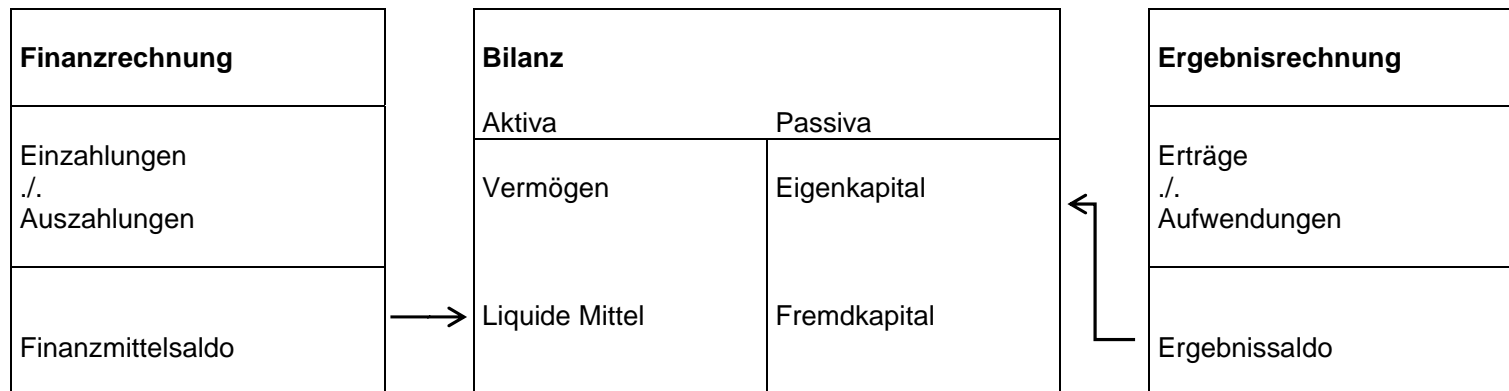 Finanzrechnung
Einzahlungen
./.
Auszahlungen
Finanzmittelsaldo
Bilanz
Aktiva Passiva
Vermögen Eigenkapital
Liquide Mittel Fremdkapital
Ergebnisrechnung
Erträge
./.
Aufwendungen
Ergebnissaldo